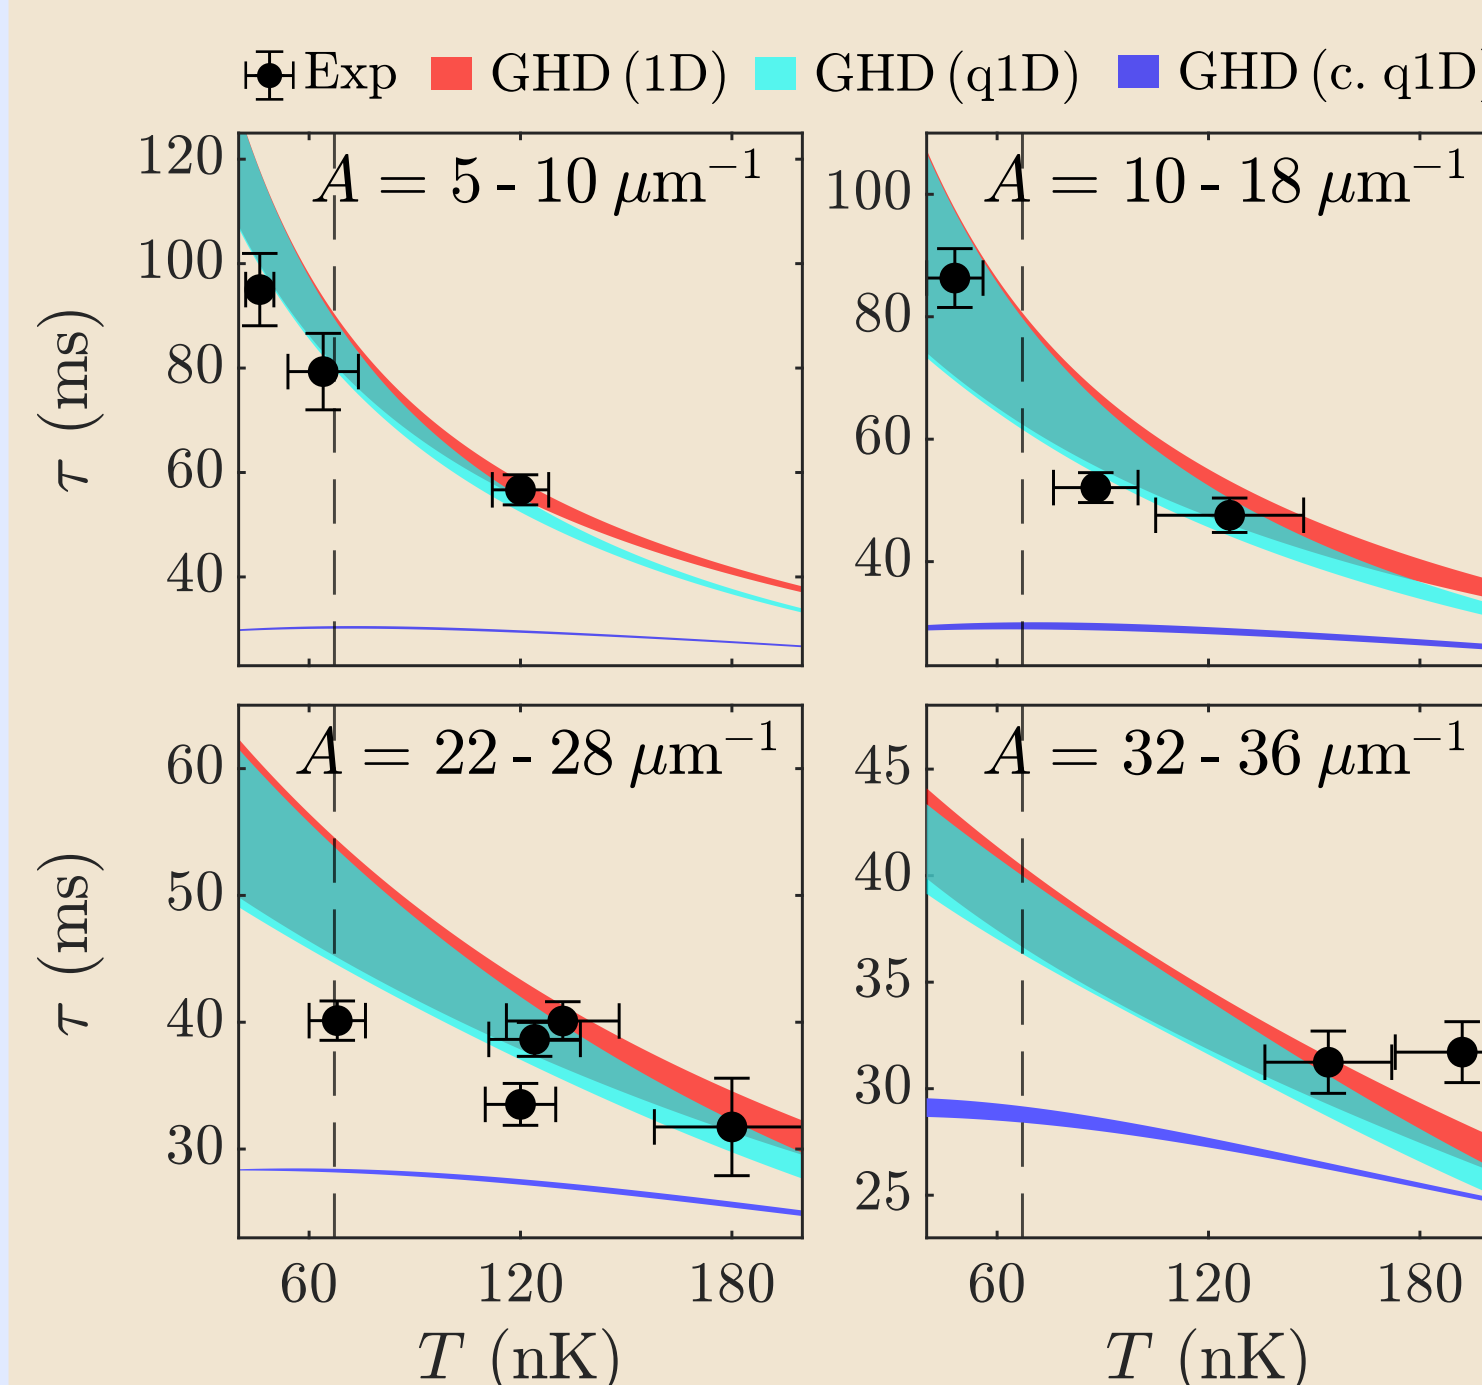 Exp GHD (1D) GHD (q1D) GHD (c. q1D)
A = 5 - 10 μm⁻¹
120
100
80
60
40
τ (ms)
A = 10 - 18 μm⁻¹
100
80
60
40
A = 22 - 28 μm⁻¹
60
50
40
30
τ (ms)
60 120 180
T (nK)
A = 32 - 36 μm⁻¹
45
40
35
30
25
60 120 180
T (nK)